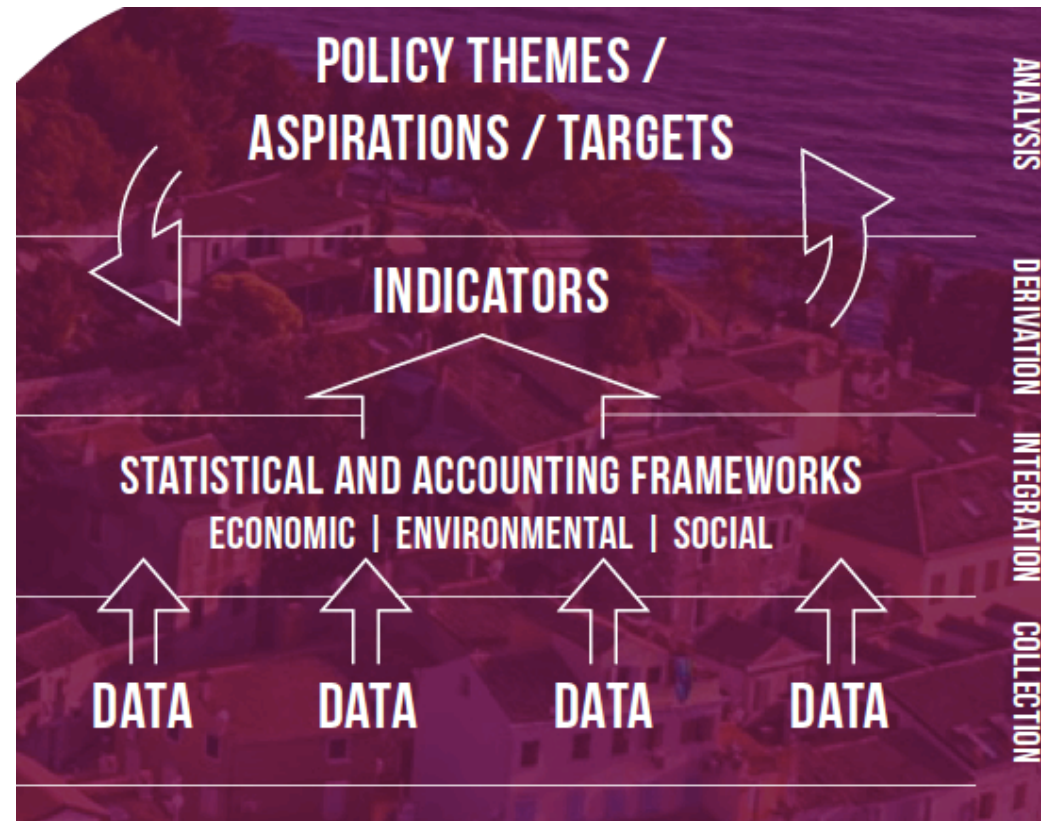 POLICY THEMES /
ASPIRATIONS / TARGETS
INDICATORS
STATISTICAL AND ACCOUNTING FRAMEWORKS
ECONOMIC | ENVIRONMENTAL | SOCIAL
DATA DATA DATA DATA
ANALYSIS
DERIVATION
INTEGRATION
COLLECTION